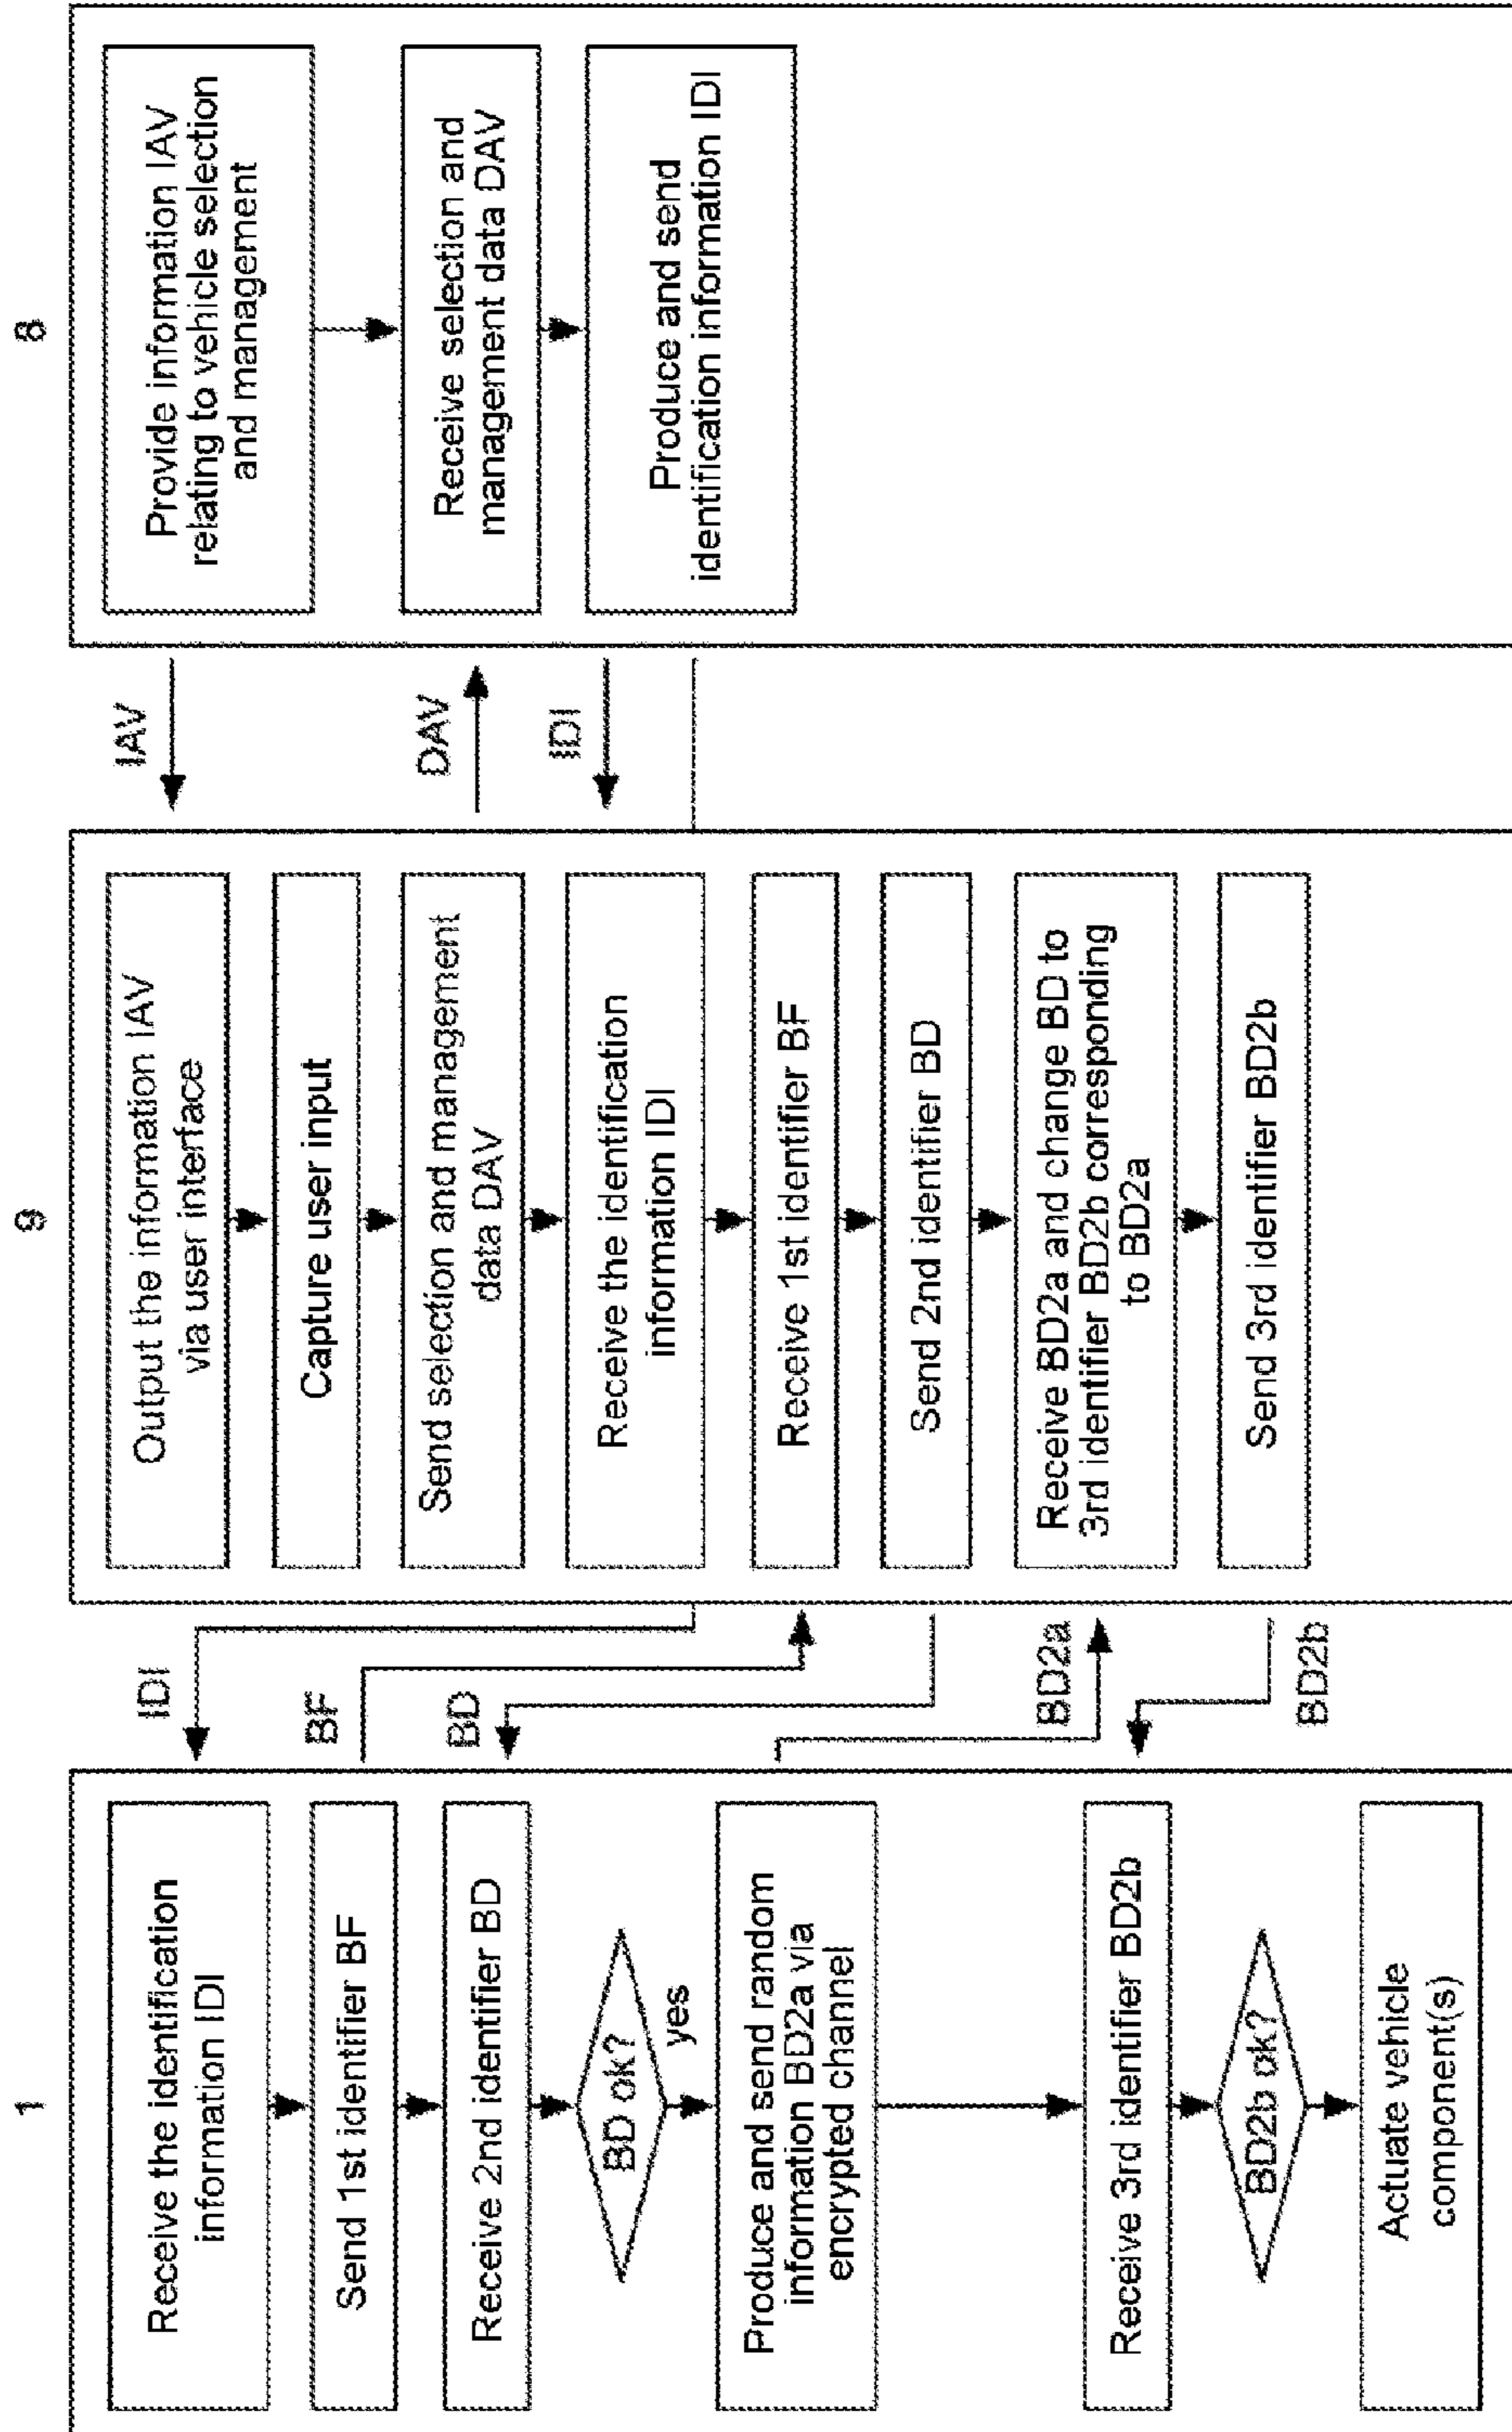 1
Receive the identification
information IDI
Send 1st identifier BF
Receive 2nd identifier BD
BD ok?
yes
Produce and send random
information BD2a via
encrypted channel
Receive 3rd identifier BD2b
BD2b ok?
Actuate vehicle
component(s)
IDI
BF
BD
BD2a
BD2b
9
Output the information IAV
via user interface
Capture user input
Send selection and management
data DAV
Receive the identification
information IDI
Receive 1st identifier BF
Send 2nd identifier BD
Receive BD2a and change BD to
3rd identifier BD2b corresponding
to BD2a
Send 3rd identifier BD2b
IAV
DAV
IDI
8
Provide information IAV
relating to vehicle selection
and management
Receive selection and
management data DAV
Produce and send
identification information IDI